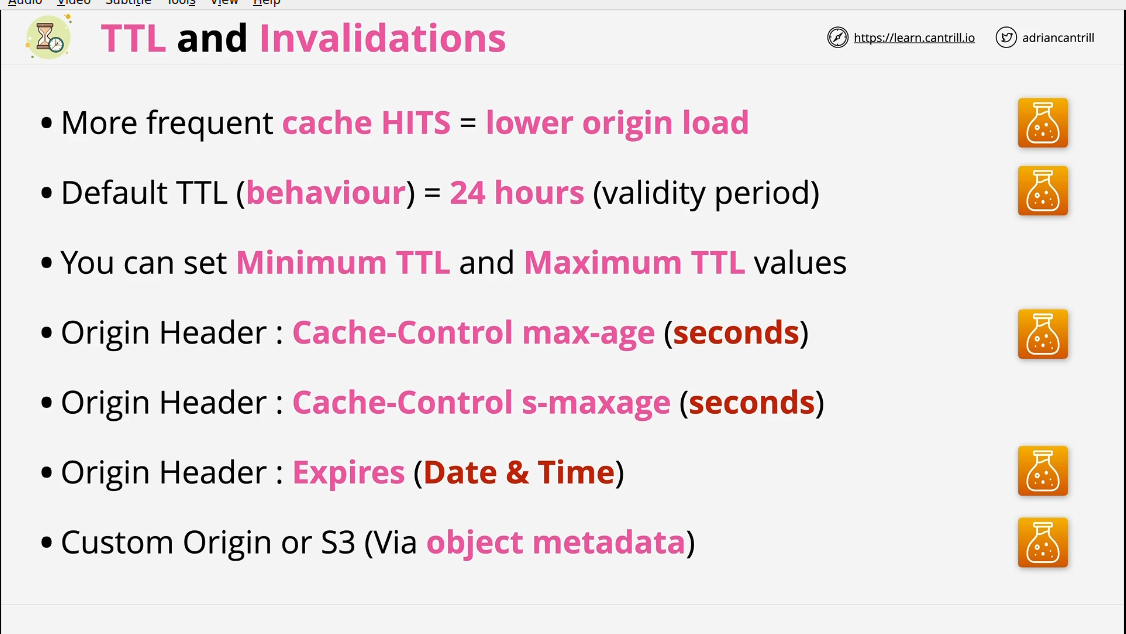 Audio Video Subtitle Tools View Help
TTL and Invalidations
https://learn.cantrill.io
adriancantrill
• More frequent cache HITS = lower origin load
• Default TTL (behaviour) = 24 hours (validity period)
• You can set Minimum TTL and Maximum TTL values
• Origin Header : Cache-Control max-age (seconds)
• Origin Header : Cache-Control s-maxage (seconds)
• Origin Header : Expires (Date & Time)
• Custom Origin or S3 (Via object metadata)